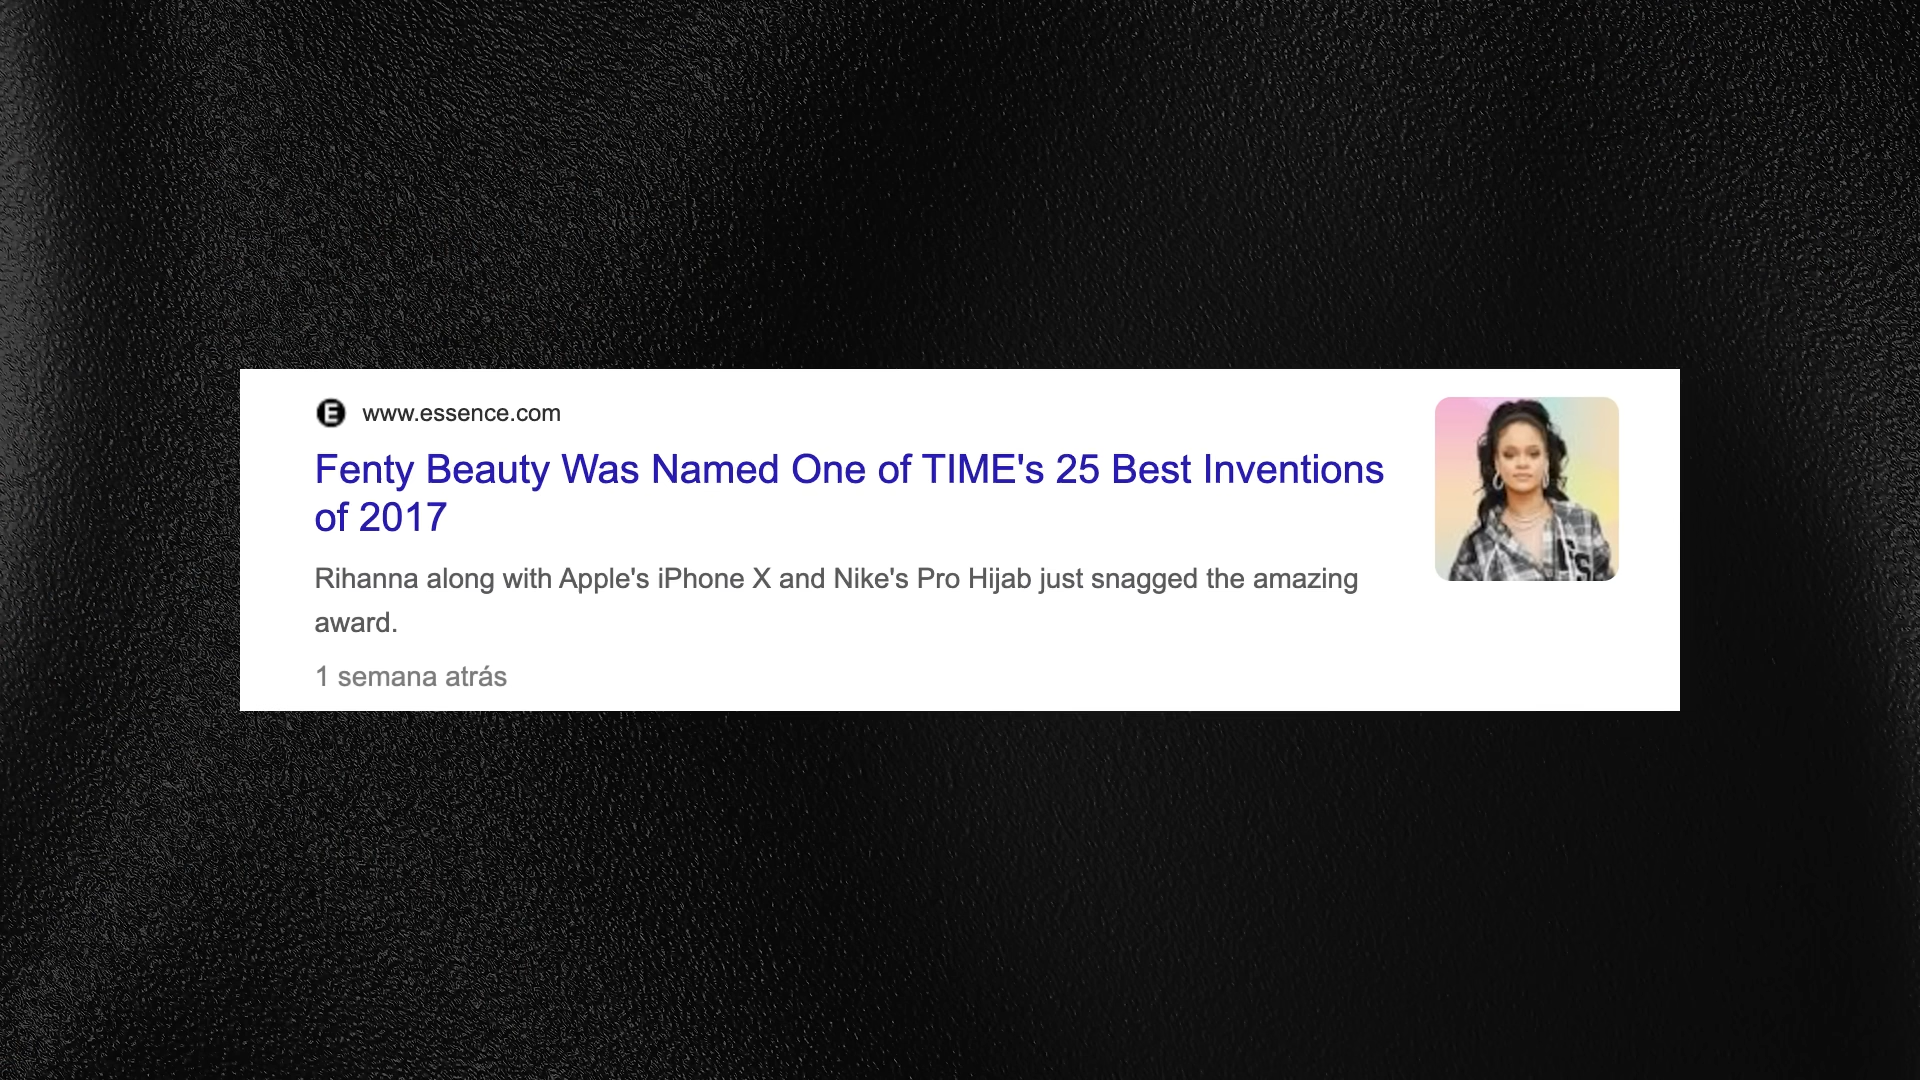 E www.essence.com
Fenty Beauty Was Named One of TIME's 25 Best Inventions
of 2017
Rihanna along with Apple's iPhone X and Nike's Pro Hijab just snagged the amazing
award.
1 semana atrás